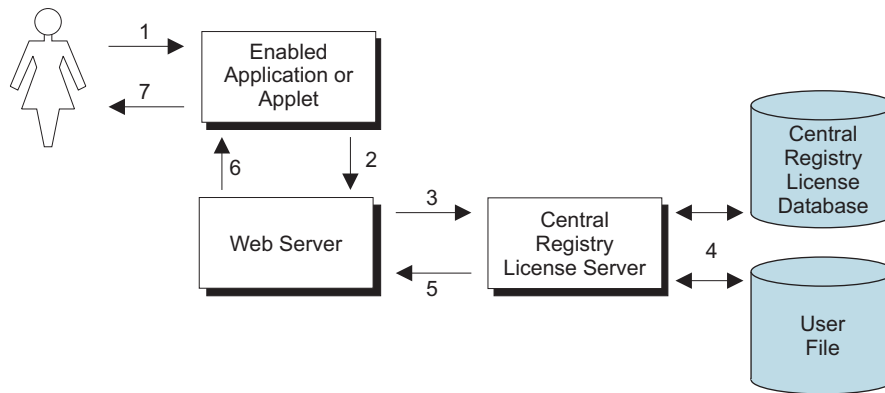 1
7
Enabled
Application or
Applet
6
2
Web Server
3
5
Central
Registry
License Server
4
Central
Registry
License
Database
User
File